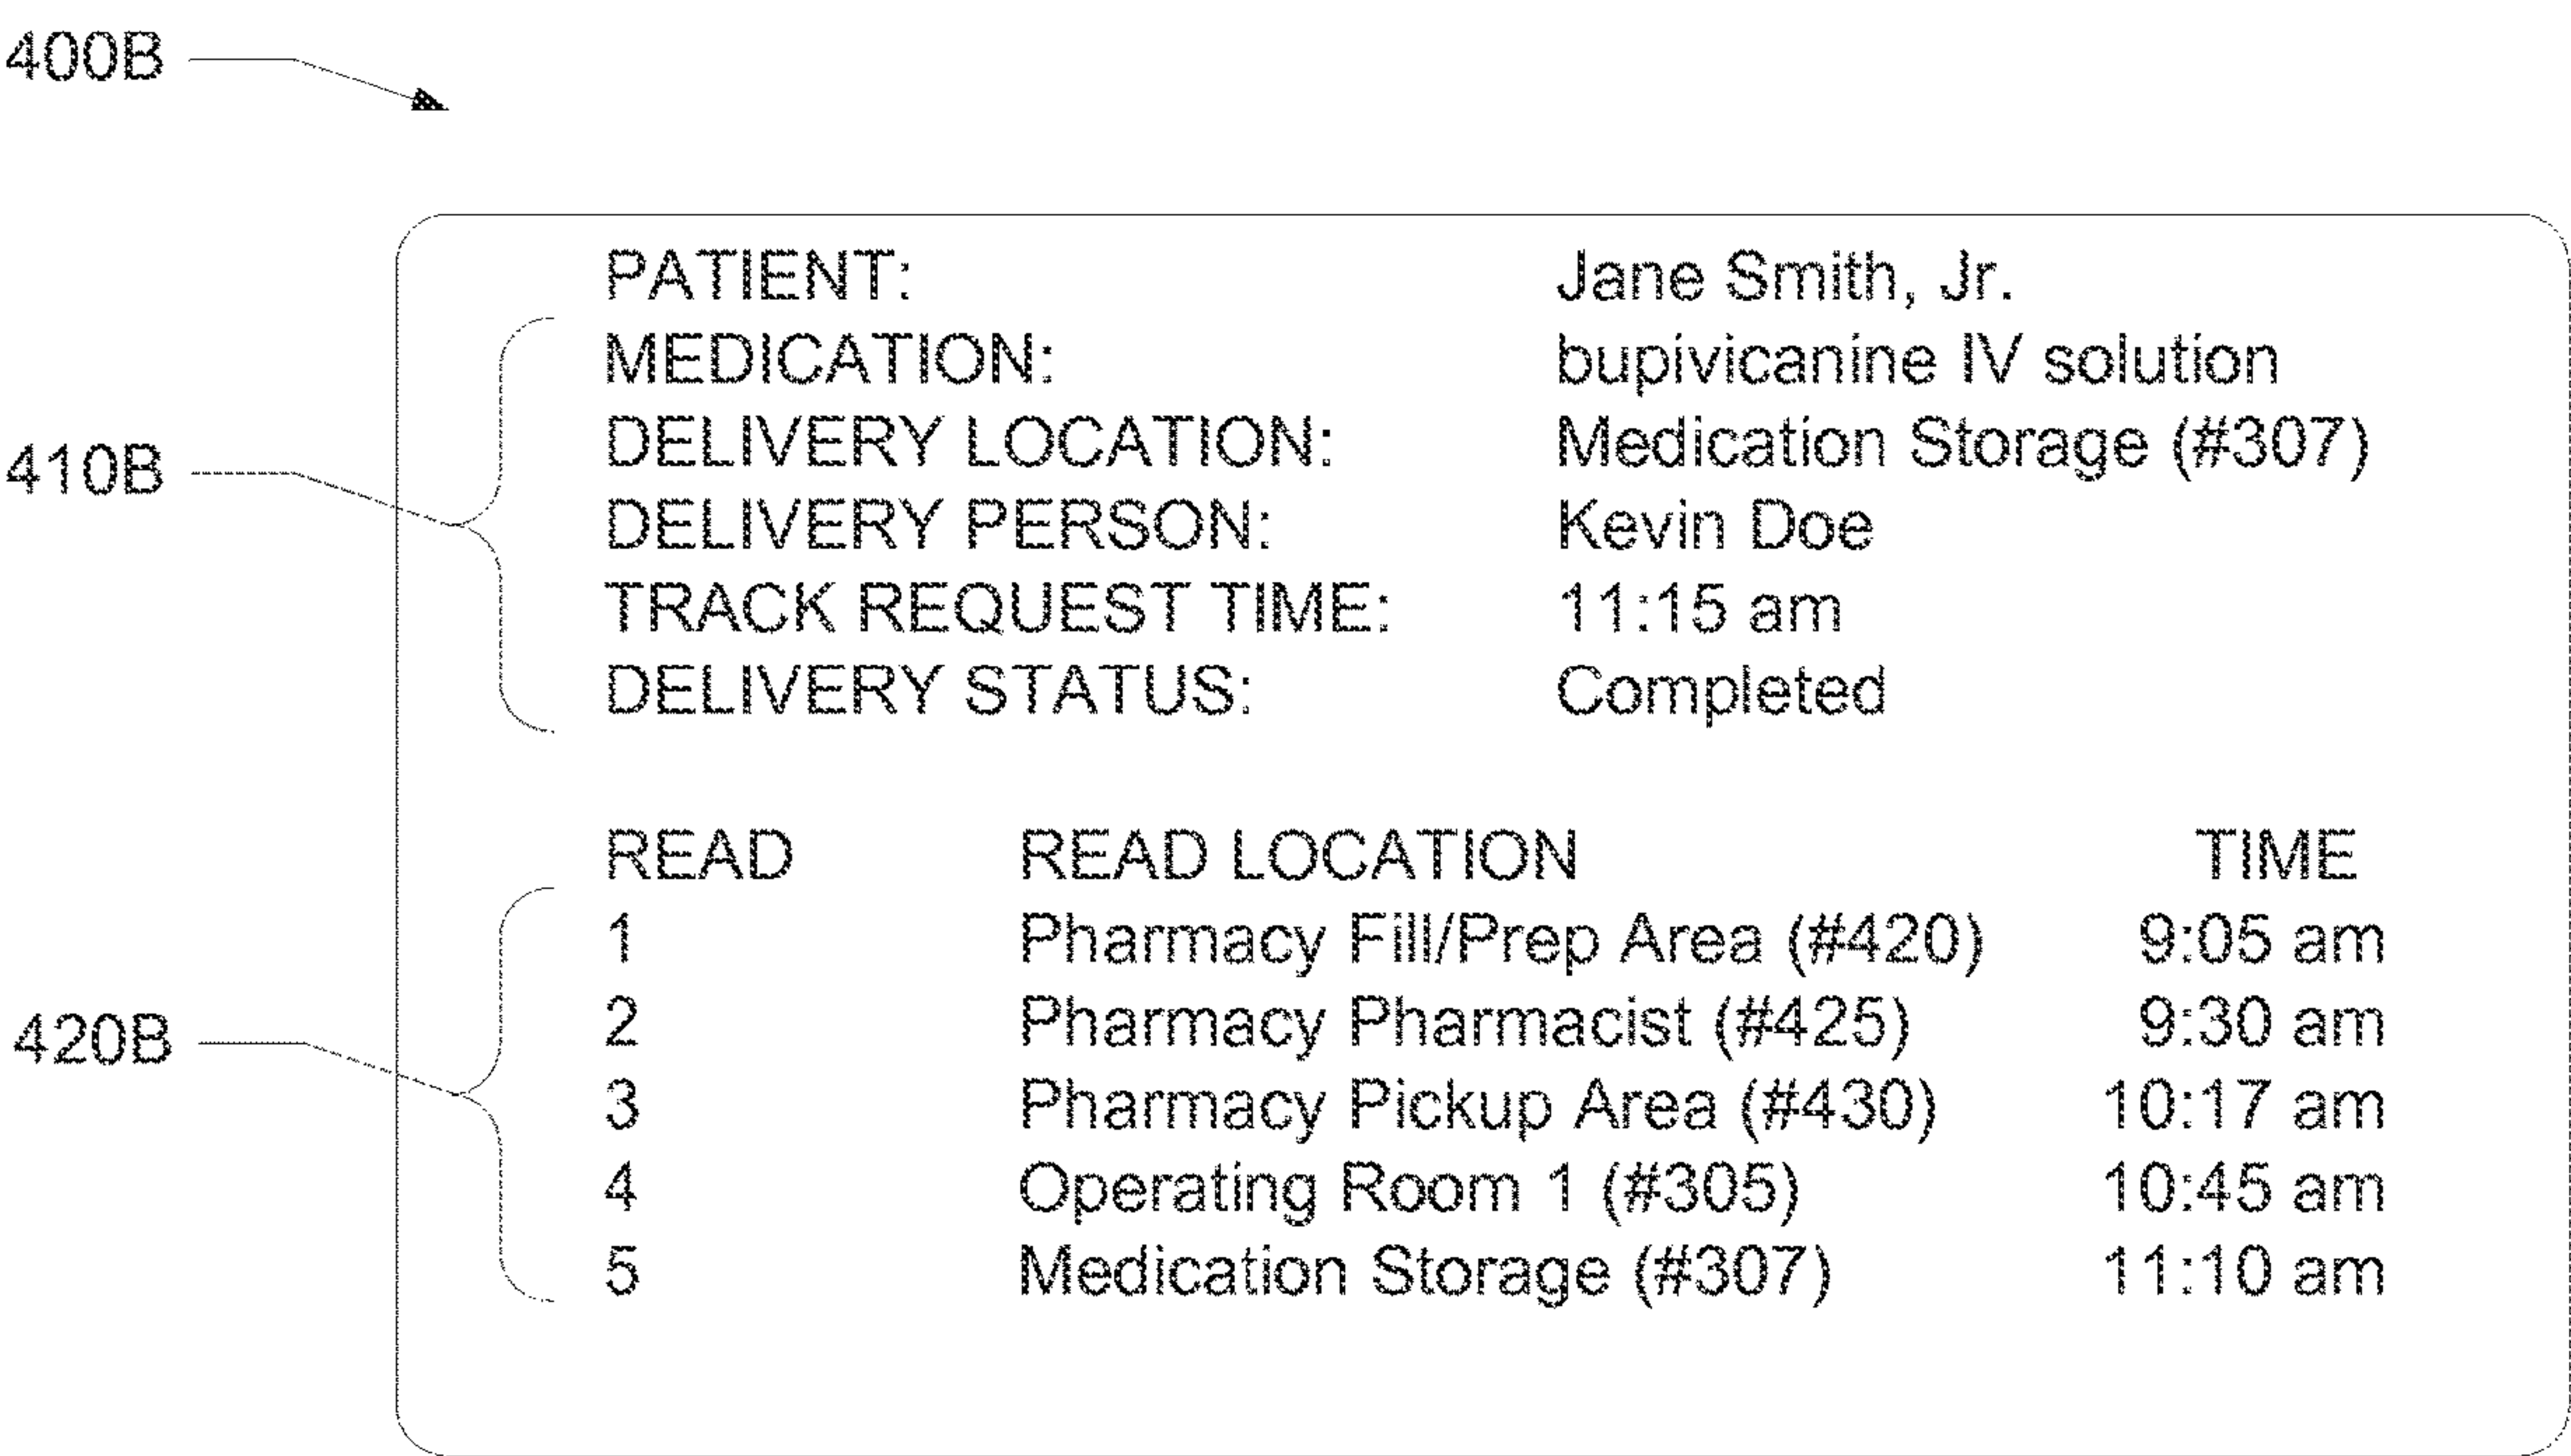 400B
PATIENT: Jane Smith, Jr.
MEDICATION: bupivicanine IV solution
410B
DELIVERY LOCATION: Medication Storage (#307)
DELIVERY PERSON: Kevin Doe
TRACK REQUEST TIME: 11:15 am
DELIVERY STATUS: Completed
READ READ LOCATION TIME
1 Pharmacy Fill/Prep Area (#420) 9:05 am
420B
2 Pharmacy Pharmacist (#425) 9:30 am
3 Pharmacy Pickup Area (#430) 10:17 am
4 Operating Room 1 (#305) 10:45 am
5 Medication Storage (#307) 11:10 am